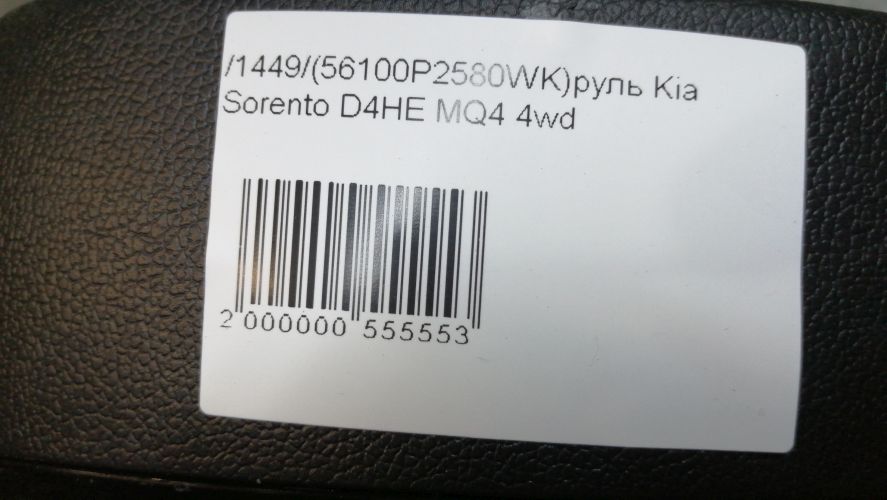 /1449/(56100P2580WK)руль Kia
Sorento D4HE MQ4 4wd
2 000000 555553